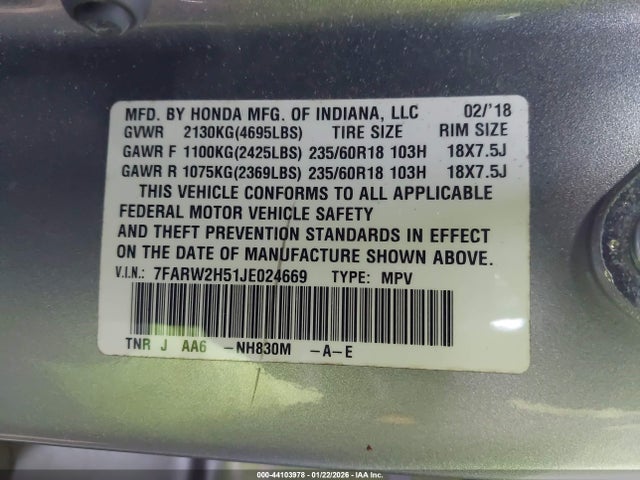 MFD. BY HONDA MFG. OF INDIANA, LLC 02/'18
GVWR 2130KG(4695LBS) TIRE SIZE RIM SIZE
GAWR F 1100KG(2425LBS) 235/60R18 103H 18X7.5J
GAWR R 1075KG(2369LBS) 235/60R18 103H 18X7.5J
THIS VEHICLE CONFORMS TO ALL APPLICABLE
FEDERAL MOTOR VEHICLE SAFETY
AND THEFT PREVENTION STANDARDS IN EFFECT
ON THE DATE OF MANUFACTURE SHOWN ABOVE.
V.I.N.: 7FARW2H51JE024669 TYPE: MPV
TNR J AA6 -NH830M -A-E
000-44103978 - 01/22/2026 - IAA Inc.